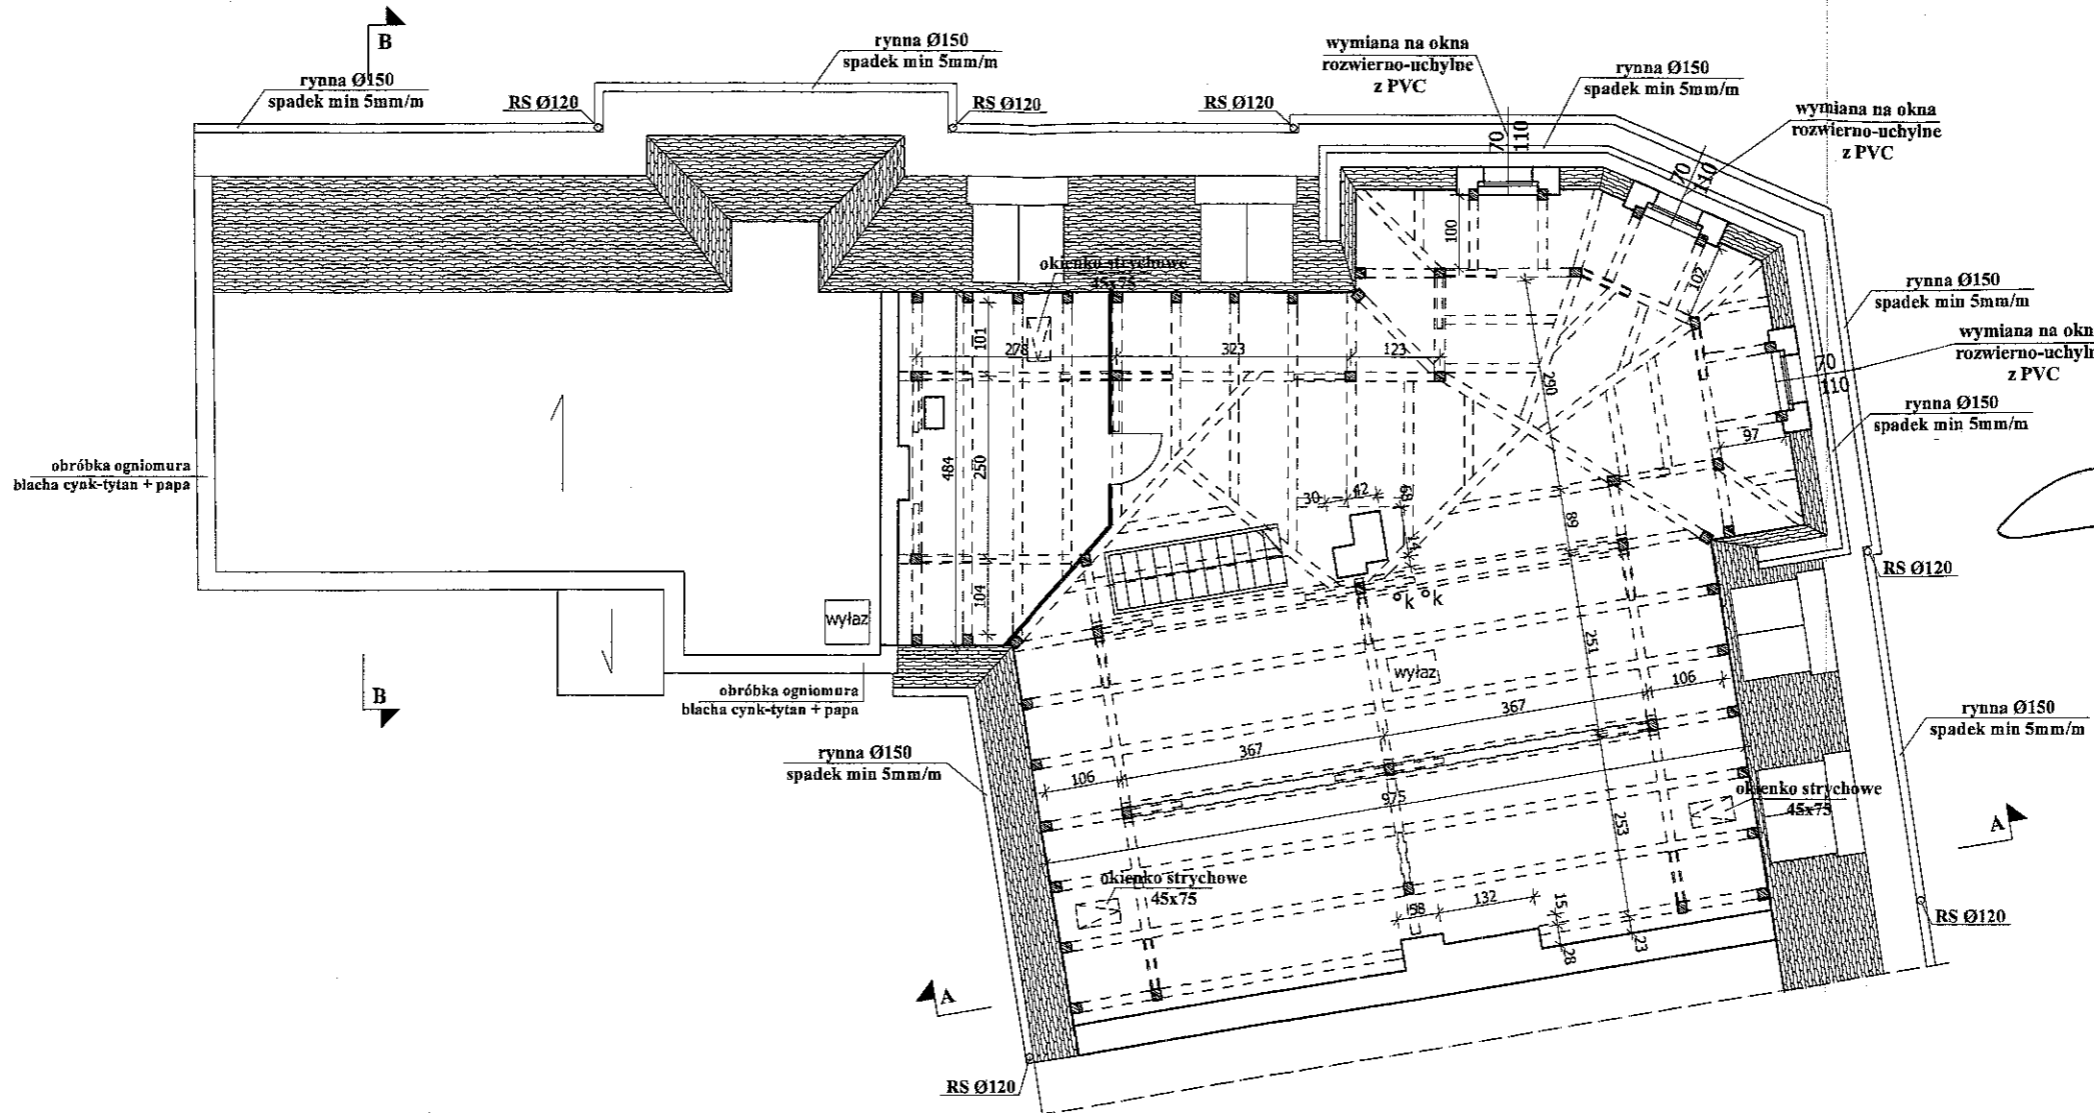 B
rynna Ø150
spadek min 5mm/m
rynna Ø150
spadek min 5mm/m
RS Ø120
RS Ø120
RS Ø120
wymiana na okna
rozwierno-uchylne
z PVC
rynna Ø150
spadek min 5mm/m
wymiana na okna
rozwierno-uchylne
z PVC
70
110
70
110
100
102
okienko strychowe
45x75
rynna Ø150
spadek min 5mm/m
wymiana na okn
rozwierno-uchyln
z PVC
70
110
rynna Ø150
spadek min 5mm/m
101
278
323
123
290
97
obróbka ogniomura
blacha cynk-tytan + papa
484
250
30
42
68
14
89
104
k
k
RS Ø120
wyłaz
wyłaz
251
106
367
B
obróbka ogniomura
blacha cynk-tytan + papa
rynna Ø150
spadek min 5mm/m
rynna Ø150
spadek min 5mm/m
367
106
975
okienko strychowe
45x75
253
A
okienko strychowe
45x75
58
132
15
28
23
RS Ø120
A
RS Ø120